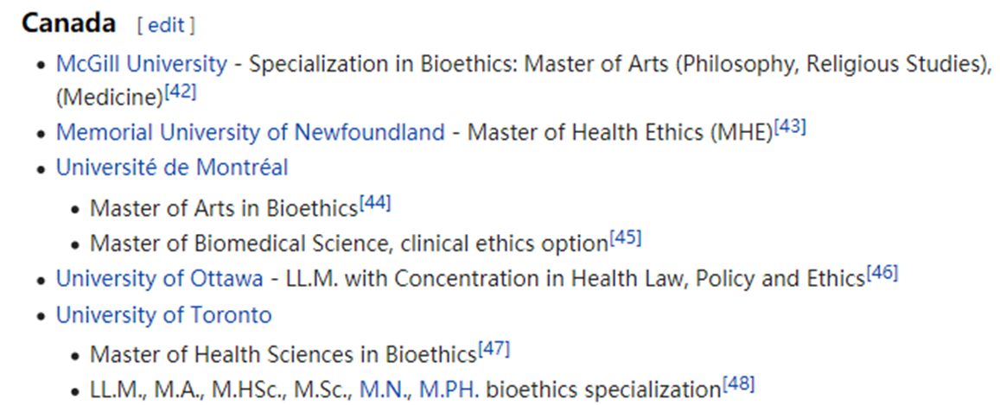 Canada [ edit ]
• McGill University - Specialization in Bioethics: Master of Arts (Philosophy, Religious Studies),
(Medicine)[42]
• Memorial University of Newfoundland - Master of Health Ethics (MHE)[43]
• Université de Montréal
• Master of Arts in Bioethics[44]
• Master of Biomedical Science, clinical ethics option[45]
• University of Ottawa - LL.M. with Concentration in Health Law, Policy and Ethics[46]
• University of Toronto
• Master of Health Sciences in Bioethics[47]
• LL.M., M.A., M.HSc., M.Sc., M.N., M.PH. bioethics specialization[48]